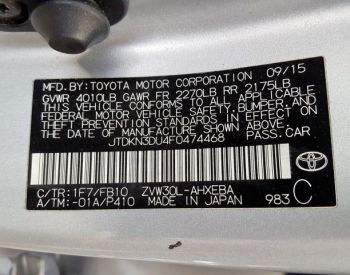 MFD.BY:TOYOTA MOTOR CORPORATION 09/15
GVWR 4010LB GAWR FR 2270LB RR 2175LB
THIS VEHICLE CONFORMS TO ALL APPLICABLE
FEDERAL MOTOR VEHICLE SAFETY, BUMPER, AND
THEFT PREVENTION STANDARDS IN EFFECT ON
THE DATE OF MANUFACTURE SHOWN ABOVE.
JTDKN3DU4F0474468 PASS.CAR
C/TR:1F7/FB10 ZVW30L-AHXEBA
A/TM:-01A/P410 MADE IN JAPAN 983 C
TOYOTA